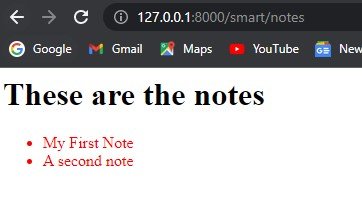 127.0.0.1:8000/smart/notes
Google Gmail Maps YouTube New
These are the notes
My First Note
A second note